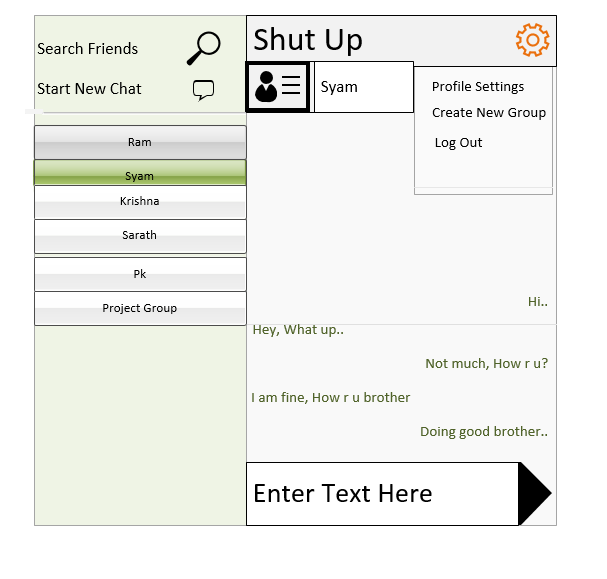 Search Friends
Start New Chat
Ram
Syam
Krishna
Sarath
Pk
Project Group
Shut Up
Syam
Profile Settings
Create New Group
Log Out
Hi..
Hey, What up..
Not much, How r u?
I am fine, How r u brother
Doing good brother..
Enter Text Here